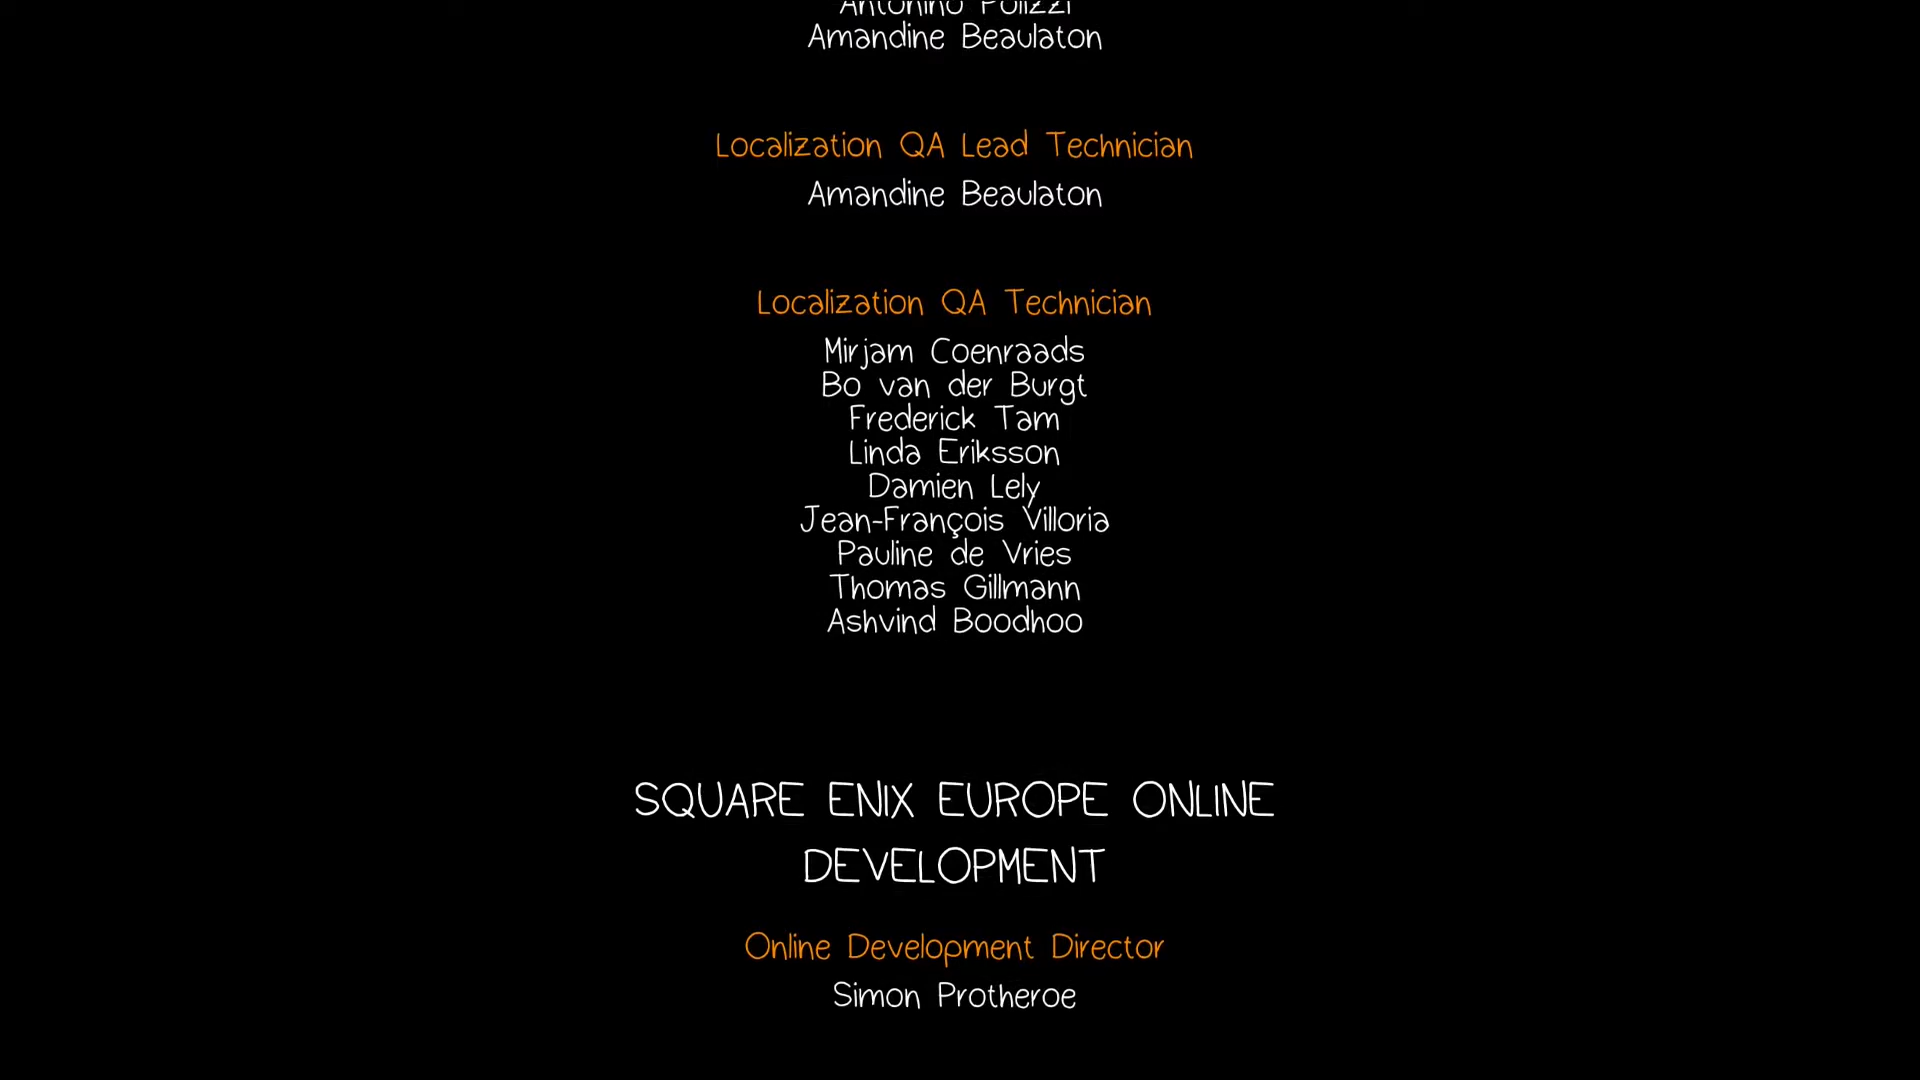 Antonino Polizzi
Amandine Beaulaton
Localization QA Lead Technician
Amandine Beaulaton
Localization QA Technician
Mirjam Coenraads
Bo van der Burgt
Frederick Tam
Linda Eriksson
Damien Lely
Jean-François Villoria
Pauline de Vries
Thomas Gillmann
Ashvind Boodhoo
SQUARE ENIX EUROPE ONLINE
DEVELOPMENT
Online Development Director
Simon Protheroe